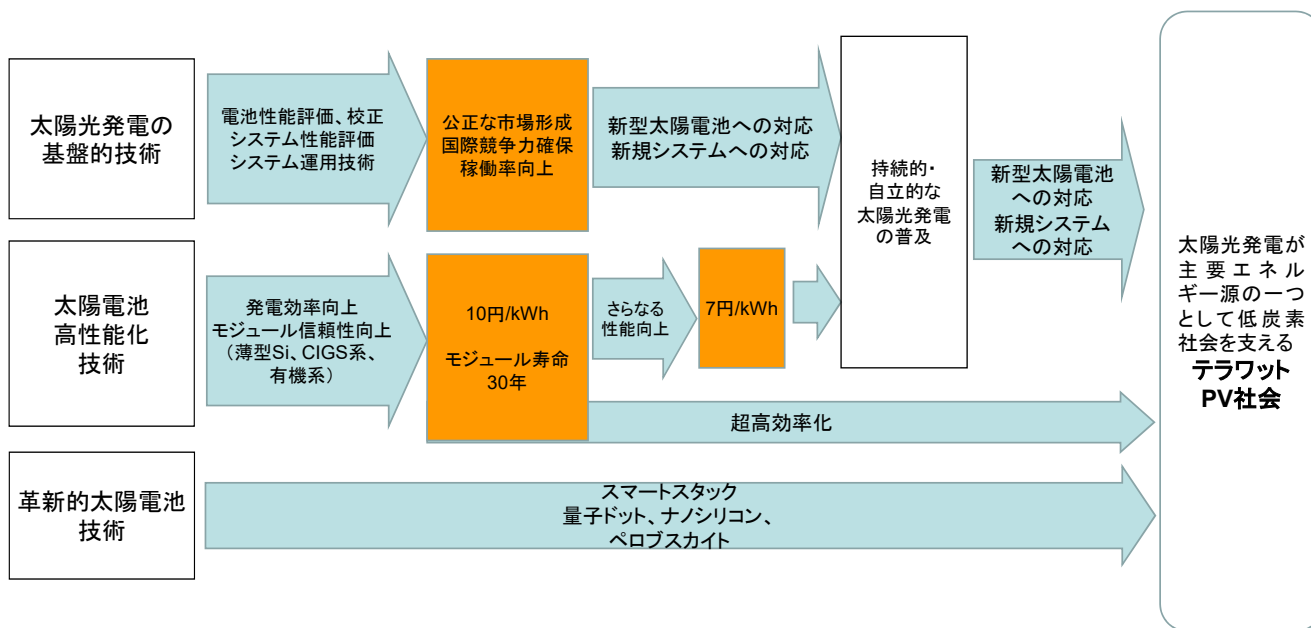 太陽光発電の
基盤的技術
電池性能評価、校正
システム性能評価
システム運用技術
公正な市場形成
国際競争力確保
稼働率向上
新型太陽電池への対応
新規システムへの対応
持続的・
自立的な
太陽光発電
の普及
新型太陽電池
への対応
新規システム
への対応
太陽電池
高性能化
技術
発電効率向上
モジュール信頼性向上
（薄型Si、CIGS系、
有機系）
10円/kWh
モジュール寿命
30年
さらなる
性能向上
7円/kWh
超高効率化
革新的太陽電池
技術
スマートスタック
量子ドット、ナノシリコン、
ペロブスカイト
太陽光発電が
主要エネル
ギー源の一つ
として低炭素
社会を支える
テラワット
PV社会